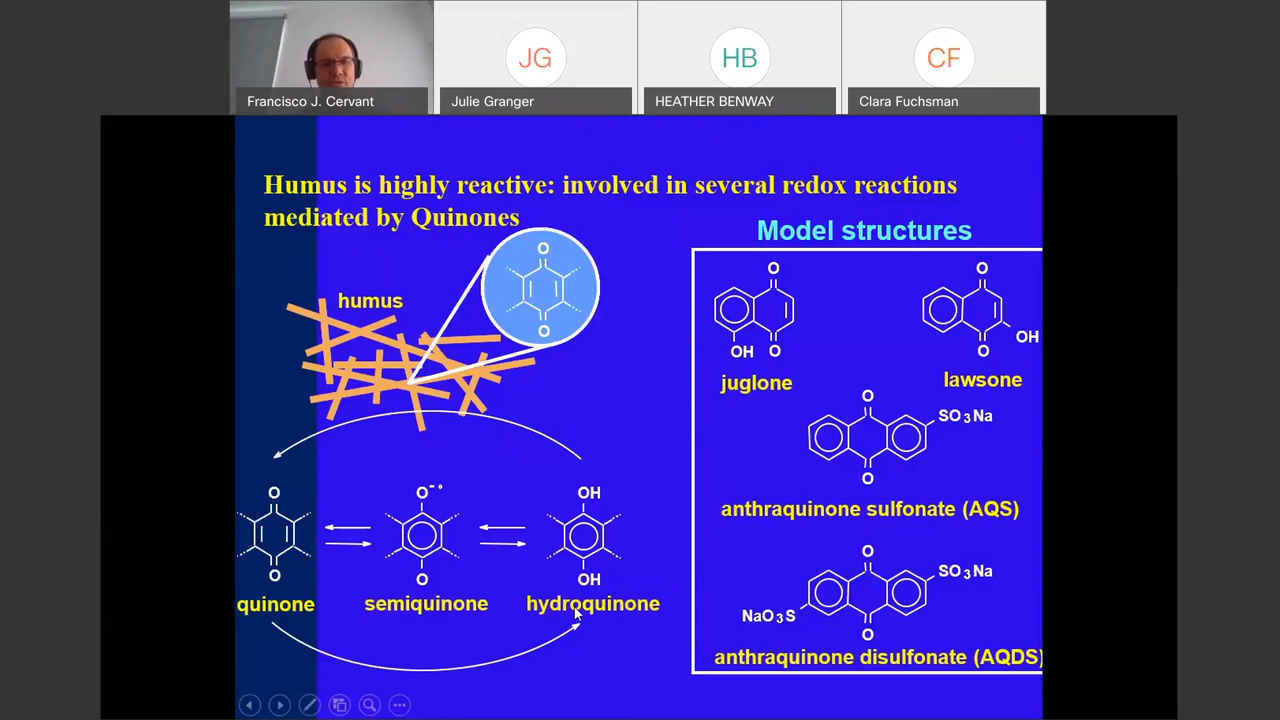 JG
HB
CF
Francisco J. Cervant
Julie Granger
HEATHER BENWAY
Clara Fuchsman
Humus is highly reactive: involved in several redox reactions
mediated by Quinones
Model structures
O
O
humus
O
OH O
juglone
O
O
OH
lawsone
O
SO3Na
O
anthraquinone sulfonate (AQS)
O
SO3Na
NaO3S
O
anthraquinone disulfonate (AQDS)
O
O
quinone
O-°
O
semiquinone
OH
OH
hydroquinone